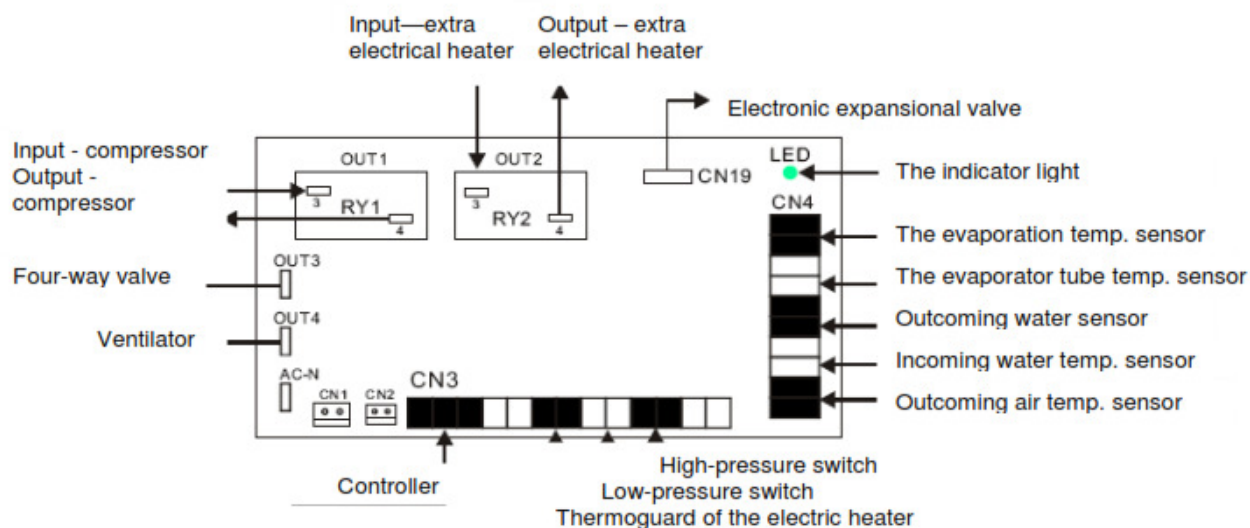 Input—extra
electrical heater
Output – extra
electrical heater
Electronic expansional valve
Input - compressor
Output -
compressor
OUT1
OUT2
LED
The indicator light
CN19
3
RY1
4
3
RY2
4
CN4
The evaporation temp. sensor
OUT3
Four-way valve
The evaporator tube temp. sensor
OUT4
Outcoming water sensor
Ventilator
Incoming water temp. sensor
AC-N
CN1
CN2
CN3
Outcoming air temp. sensor
High-pressure switch
Controller
Low-pressure switch
Thermoguard of the electric heater